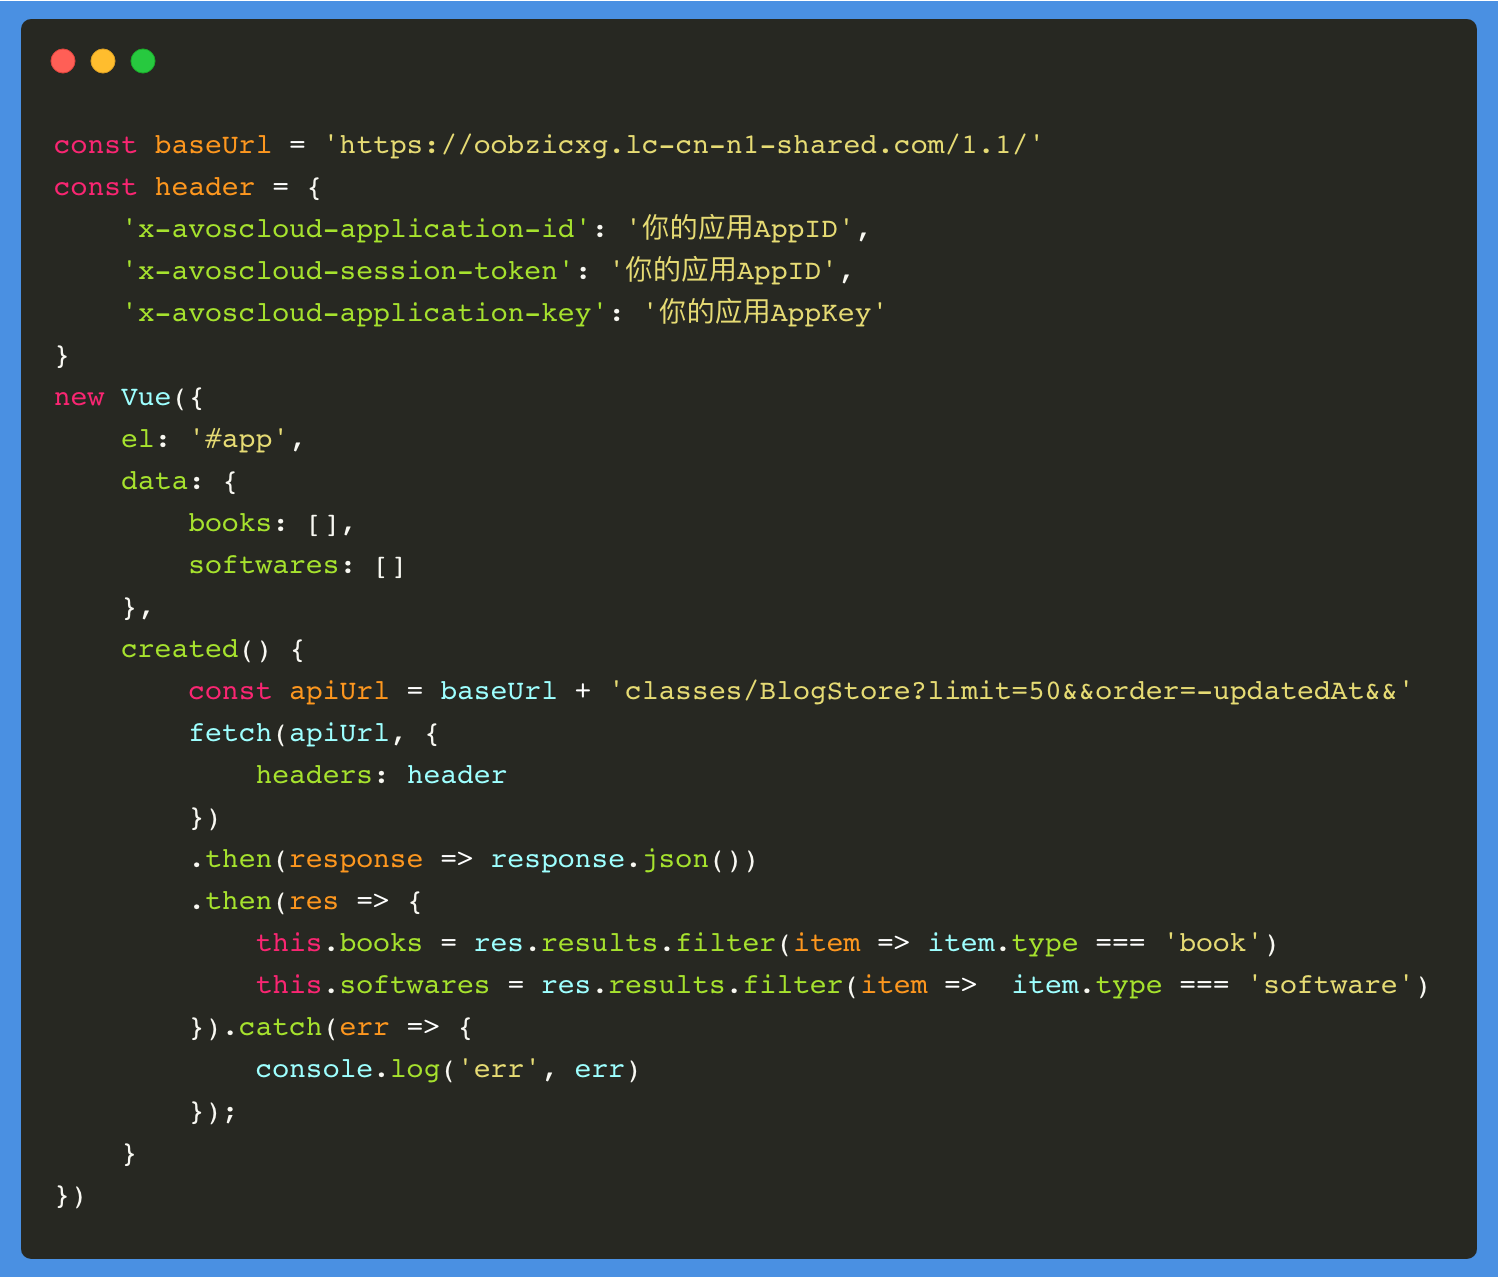 const baseUrl = 'https://oobzicxg.lc-cn-n1-shared.com/1.1/'
const header = {
    'x-avoscloud-application-id': '你的应用AppID',
    'x-avoscloud-session-token': '你的应用AppID',
    'x-avoscloud-application-key': '你的应用AppKey'
}
new Vue({
    el: '#app',
    data: {
        books: [],
        softwares: []
    },
    created() {
        const apiUrl = baseUrl + 'classes/BlogStore?limit=50&&order=-updatedAt&&'
        fetch(apiUrl, {
            headers: header
        })
        .then(response => response.json())
        .then(res => {
            this.books = res.results.filter(item => item.type === 'book')
            this.softwares = res.results.filter(item =>  item.type === 'software')
        }).catch(err => {
            console.log('err', err)
        });
    }
})